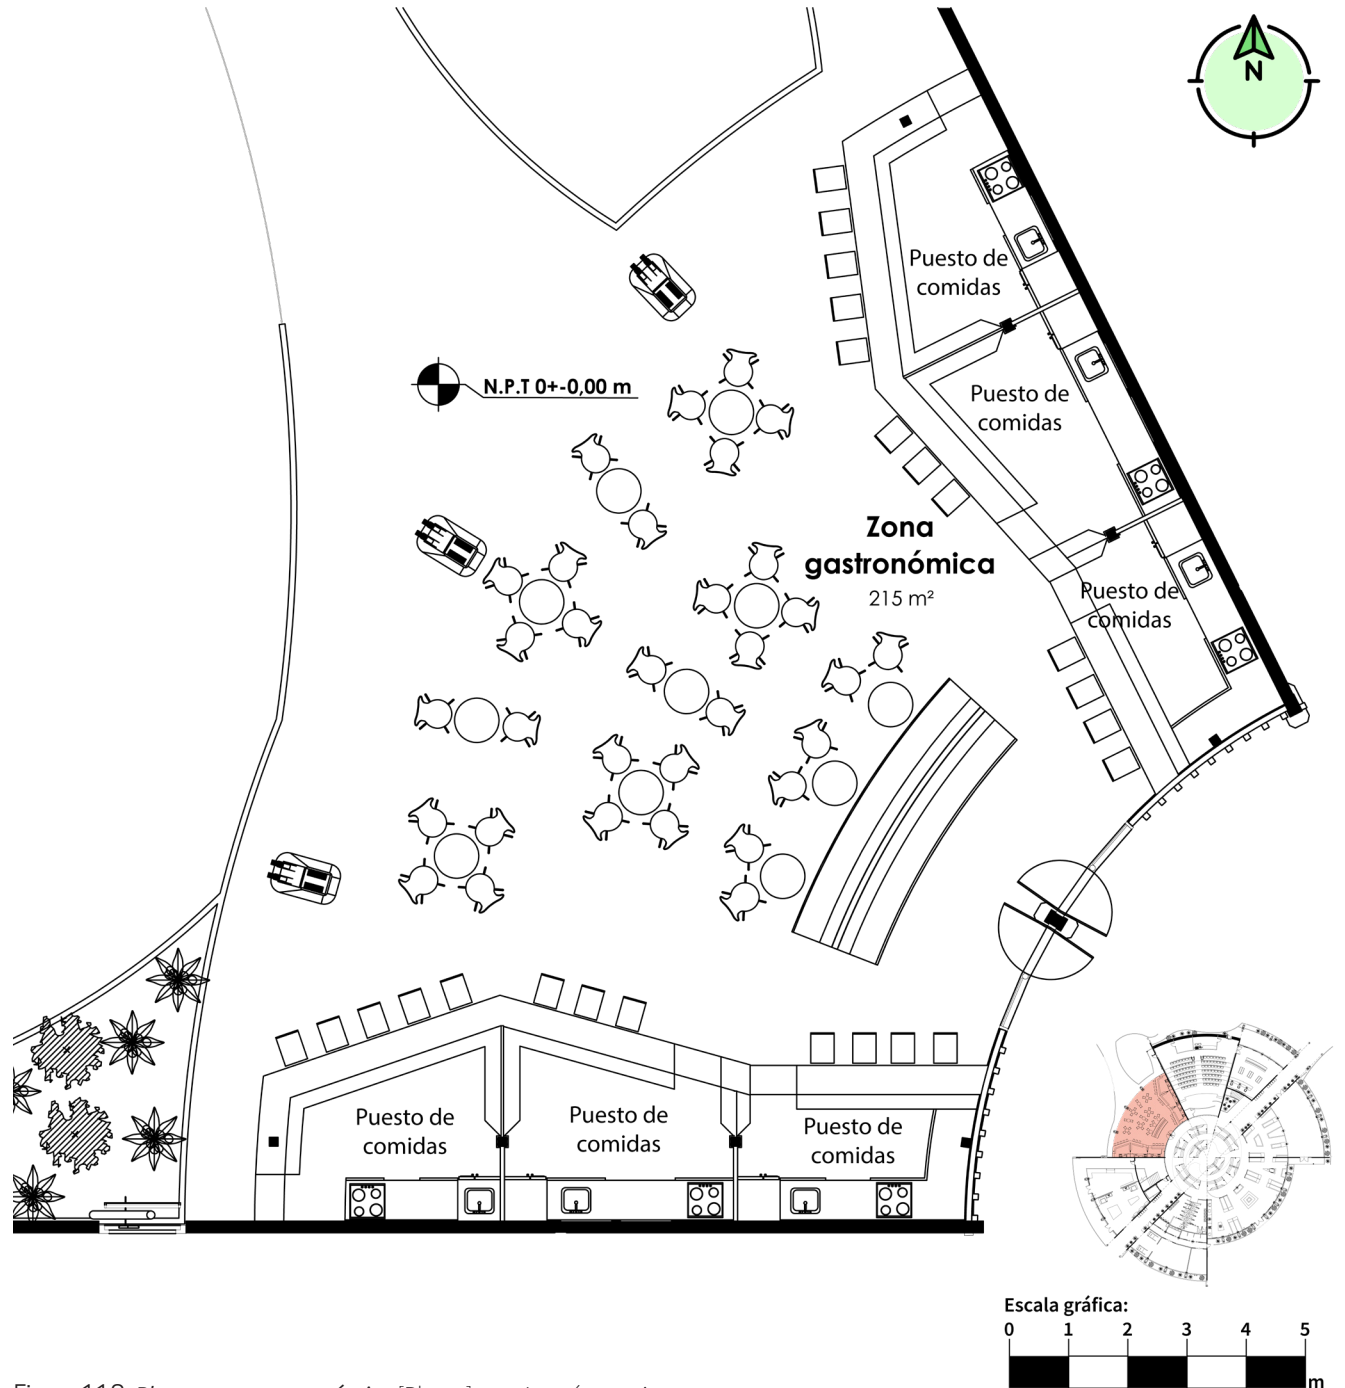 N
Puesto de
comidas
N.P.T 0+-0,00 m
Puesto de
comidas
Zona
gastronómica
215 m²
Puesto de
comidas
Puesto de
comidas
Puesto de
comidas
Puesto de
comidas
Escala gráfica:
0 1 2 3 4 5
m